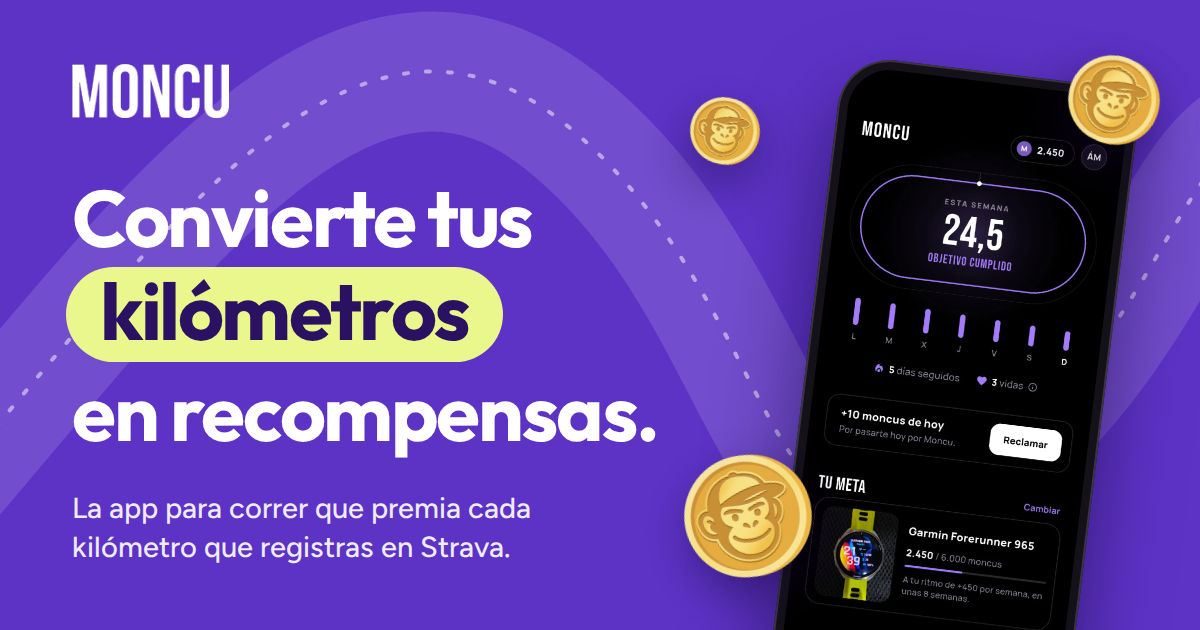 MONCU
Convierte tus
kilómetros
en recompensas.
La app para correr que premia cada
kilómetro que registras en Strava.
MONCU
M 2.450 ÁM
ESTA SEMANA
24,5
OBJETIVO CUMPLIDO
L M X J V S D
5 días seguidos 3 vidas
+10 moncus de hoy
Por pasarte hoy por Moncu.
Reclamar
TU META
Cambiar
Garmin Forerunner 965
2.450 / 6.000 moncus
A tu ritmo de +450 por semana, en
unas 8 semanas.
21
39